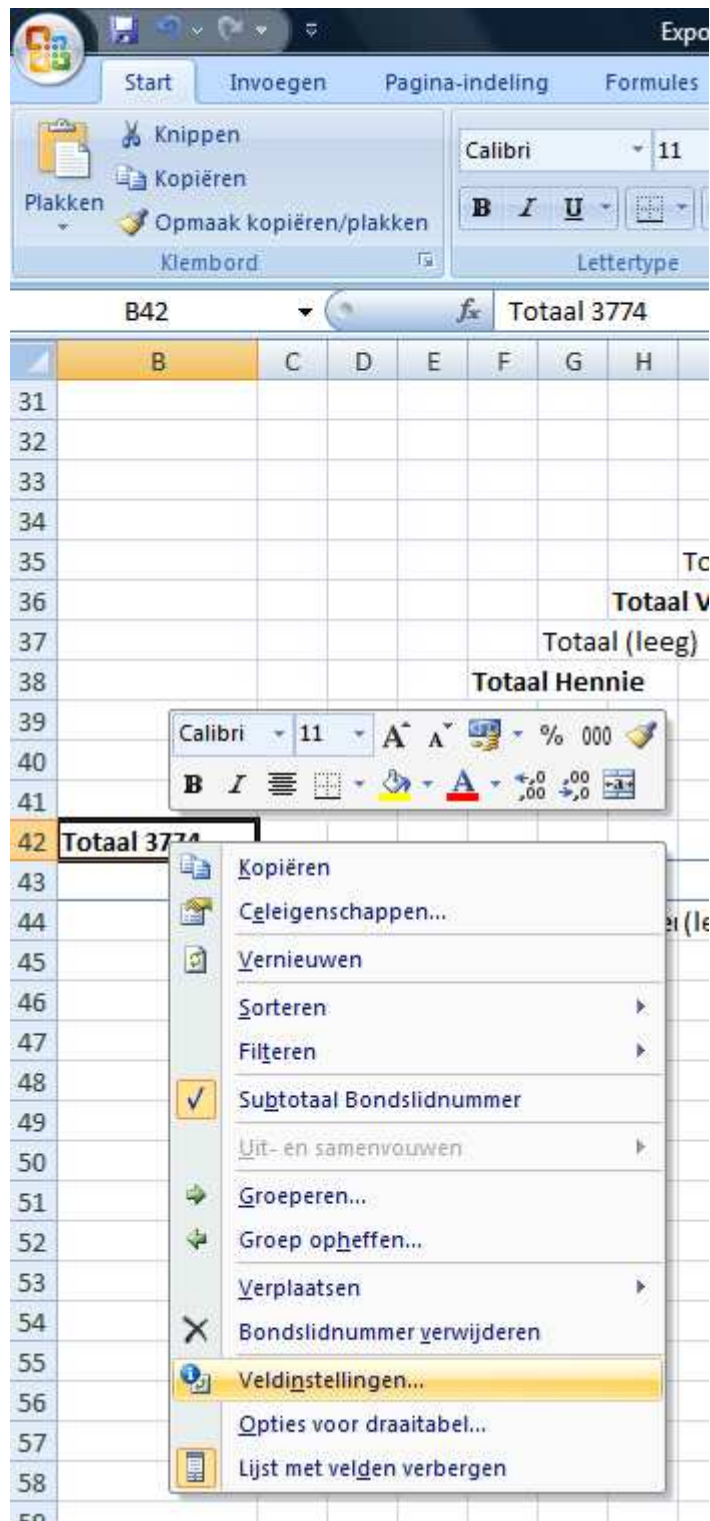 Expo
Start Invoegen Pagina-indeling Formules
Plakken
Knippen
Kopiëren
Opmaak kopiëren/plakken
Klembord
Calibri 11
B I U
Lettertype
B42 fx Totaal 3774
B C D E F G H
31
32
33
34
35 To
36 Totaal V
37 Totaal (leeg)
38 Totaal Hennie
39
40
41
42 Totaal 3774
43
44 (le
45
46
47
48
49
50
51
52
53
54
55
56
57
58
59
Calibri 11 A A % 000
B I A ,00 ,0
Kopiëren
Celeigenschappen...
Vernieuwen
Sorteren
Filteren
Subtotaal Bondslidnummer
Uit- en samenvouwen
Groeperen...
Groep opheffen...
Verplaatsen
Bondslidnummer verwijderen
Veldinstellingen...
Opties voor draaitabel...
Lijst met velden verbergen